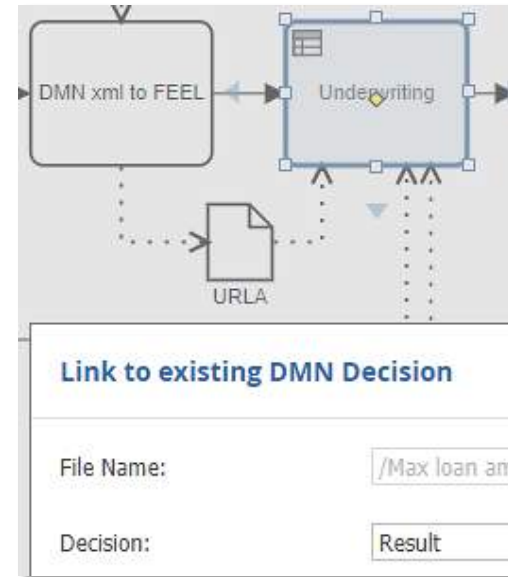 DMN xml to FEEL
Underwriting
URLA
Link to existing DMN Decision
File Name:
/Max loan am
Decision:
Result